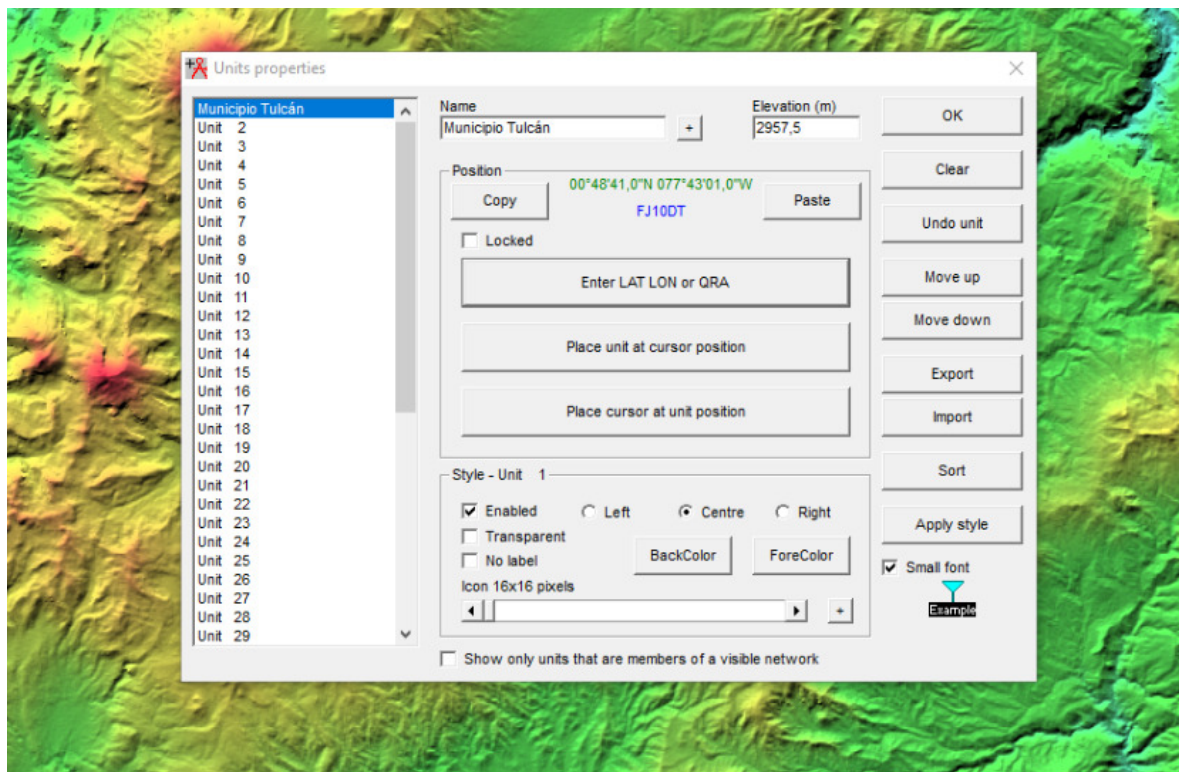 Units properties
Municipio Tulcán
Unit 2
Unit 3
Unit 4
Unit 5
Unit 6
Unit 7
Unit 8
Unit 9
Unit 10
Unit 11
Unit 12
Unit 13
Unit 14
Unit 15
Unit 16
Unit 17
Unit 18
Unit 19
Unit 20
Unit 21
Unit 22
Unit 23
Unit 24
Unit 25
Unit 26
Unit 27
Unit 28
Unit 29
Name
Elevation (m)
Municipio Tulcán
+
2957,5
Position
Copy
00°48'41,0"N 077°43'01,0"W
FJ10DT
Paste
Locked
Enter LAT LON or QRA
Place unit at cursor position
Place cursor at unit position
Style - Unit 1
Enabled
Left
Centre
Right
Transparent
No label
BackColor
ForeColor
Icon 16x16 pixels
+
Show only units that are members of a visible network
OK
Clear
Undo unit
Move up
Move down
Export
Import
Sort
Apply style
Small font
Example